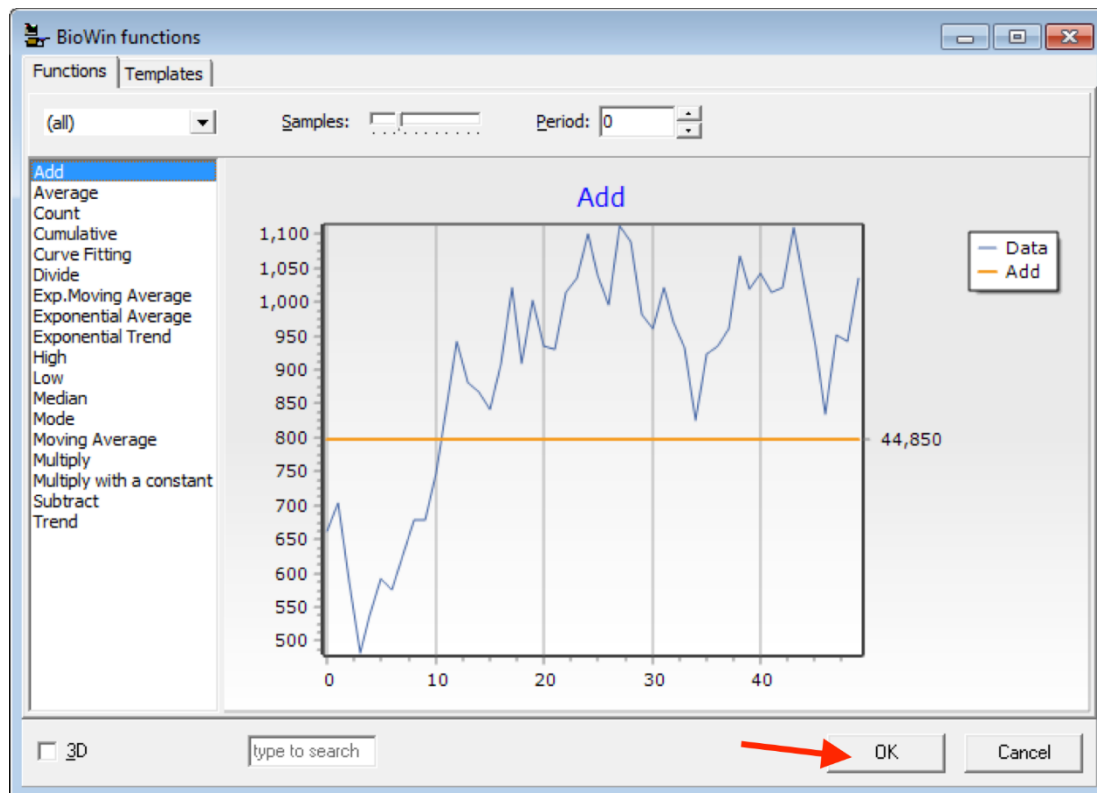 BioWin functions
Functions Templates
(all) Samples: Period: 0
Add
Average
Count
Cumulative
Curve Fitting
Divide
Exp.Moving Average
Exponential Average
Exponential Trend
High
Low
Median
Mode
Moving Average
Multiply
Multiply with a constant
Subtract
Trend
Add
1,100
1,050
1,000
950
900
850
800
750
700
650
600
550
500
44,850
0 10 20 30 40
Data
Add
3D type to search OK Cancel